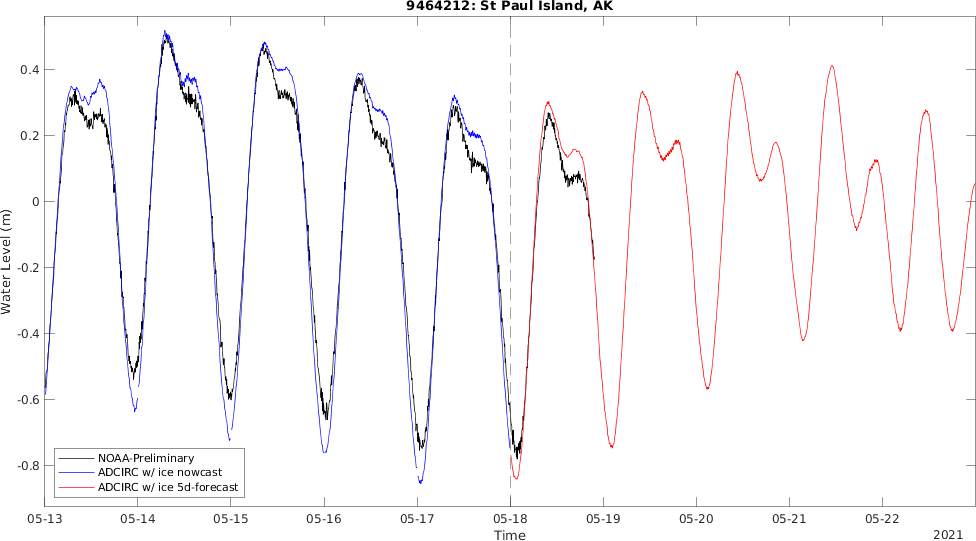 9464212: St Paul Island, AK
Water Level (m)
0.4
0.2
0
-0.2
-0.4
-0.6
-0.8
NOAA-Preliminary
ADCIRC w/ ice nowcast
ADCIRC w/ ice 5d-forecast
05-13 05-14 05-15 05-16 05-17 05-18 05-19 05-20 05-21 05-22
Time
2021